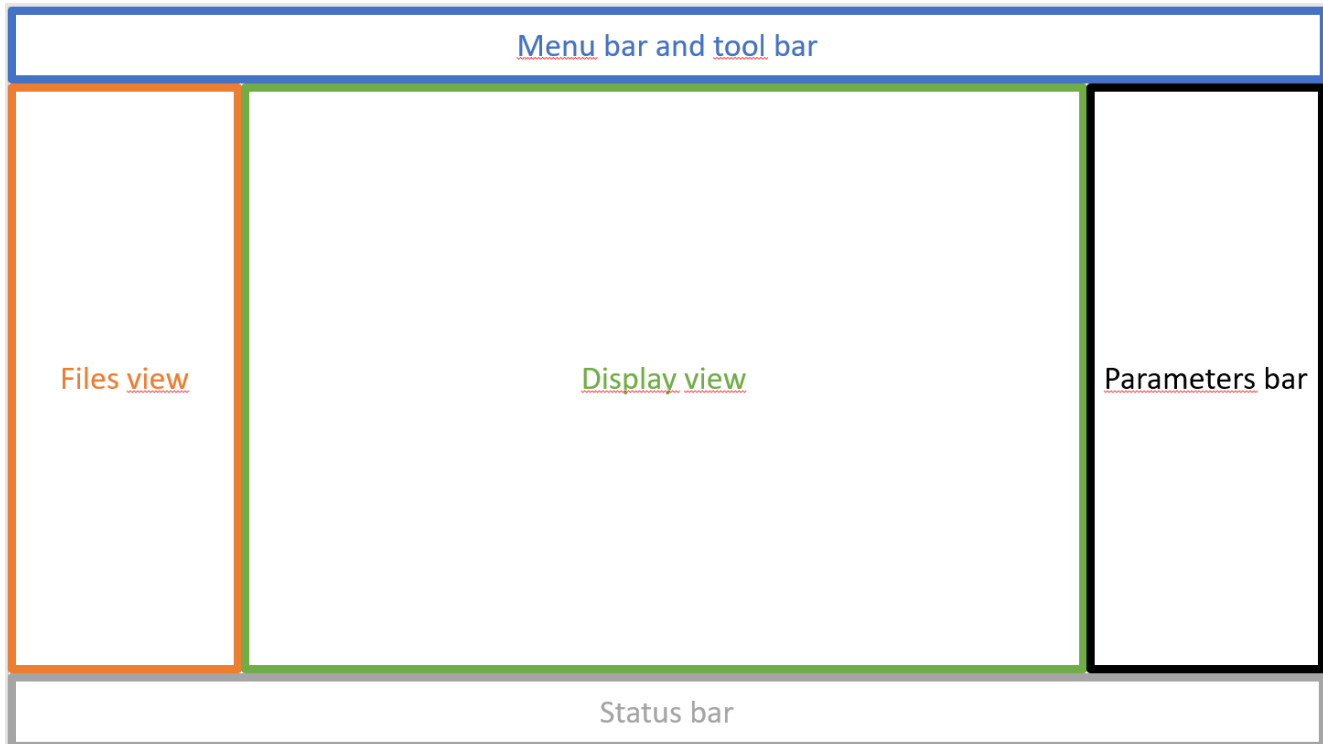 Menu bar and tool bar
Files view
Display view
Parameters bar
Status bar